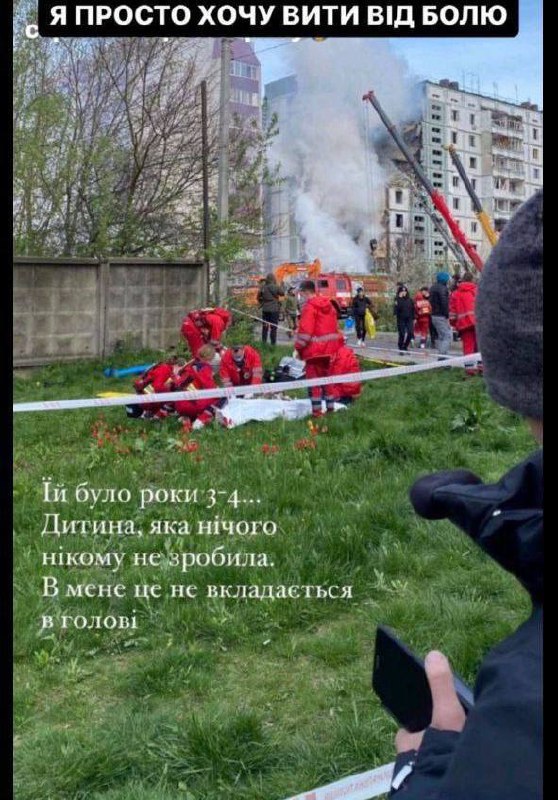 Я ПРОСТО ХОЧУ ВИТИ ВІД БОЛЮ
Їй було роки 3-4...
Дитина, яка нічого
нікому не зробила.
В мене це не вкладається
в голові